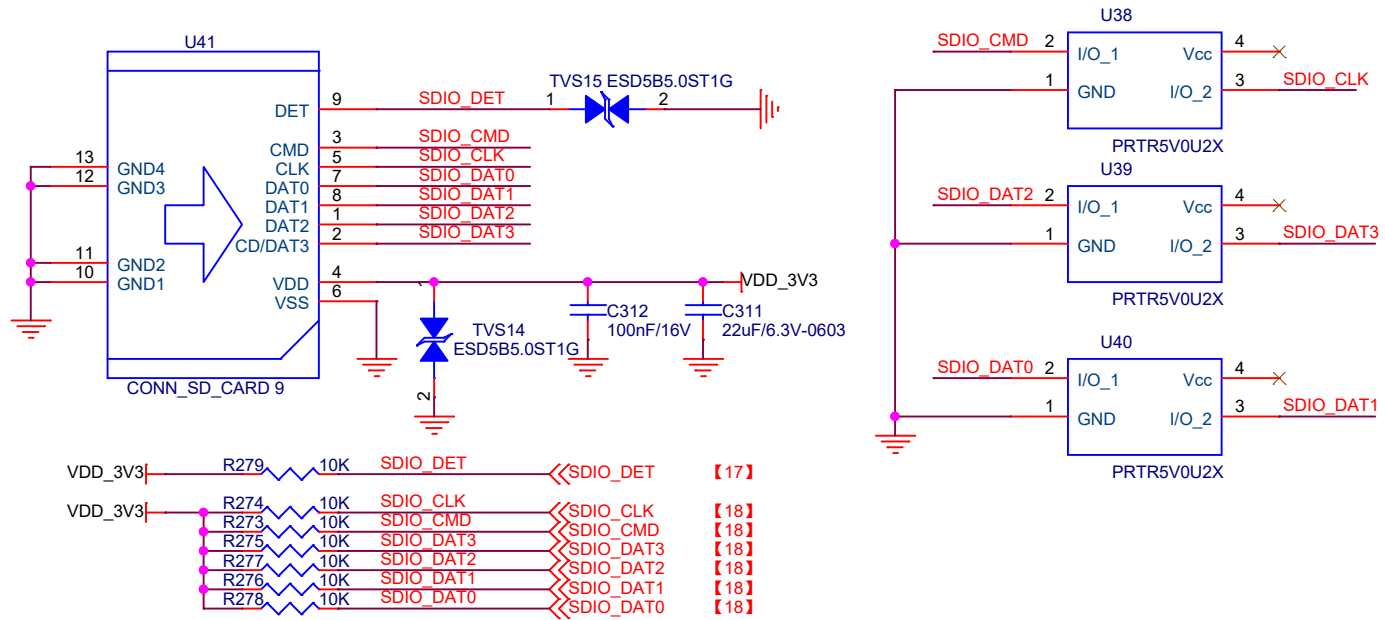 U41
DET 9 SDIO_DET
TVS15 ESD5B5.0ST1G
1 2
CMD 3 SDIO_CMD
CLK 5 SDIO_CLK
DAT0 7 SDIO_DAT0
DAT1 8 SDIO_DAT1
DAT2 1 SDIO_DAT2
CD/DAT3 2 SDIO_DAT3
VDD 4
VSS 6
13 GND4
12 GND3
11 GND2
10 GND1
CONN_SD_CARD 9
1
TVS14
ESD5B5.0ST1G
2
C312
100nF/16V
C311
22uF/6.3V-0603
VDD_3V3
VDD_3V3 R279 10K SDIO_DET SDIO_DET 【17】
VDD_3V3 R274 10K SDIO_CLK SDIO_CLK 【18】
R273 10K SDIO_CMD SDIO_CMD 【18】
R275 10K SDIO_DAT3 SDIO_DAT3 【18】
R277 10K SDIO_DAT2 SDIO_DAT2 【18】
R276 10K SDIO_DAT1 SDIO_DAT1 【18】
R278 10K SDIO_DAT0 SDIO_DAT0 【18】
U38
SDIO_CMD 2 I/O_1 Vcc 4
1 GND I/O_2 3 SDIO_CLK
PRTR5V0U2X
U39
SDIO_DAT2 2 I/O_1 Vcc 4
1 GND I/O_2 3 SDIO_DAT3
PRTR5V0U2X
U40
SDIO_DAT0 2 I/O_1 Vcc 4
1 GND I/O_2 3 SDIO_DAT1
PRTR5V0U2X